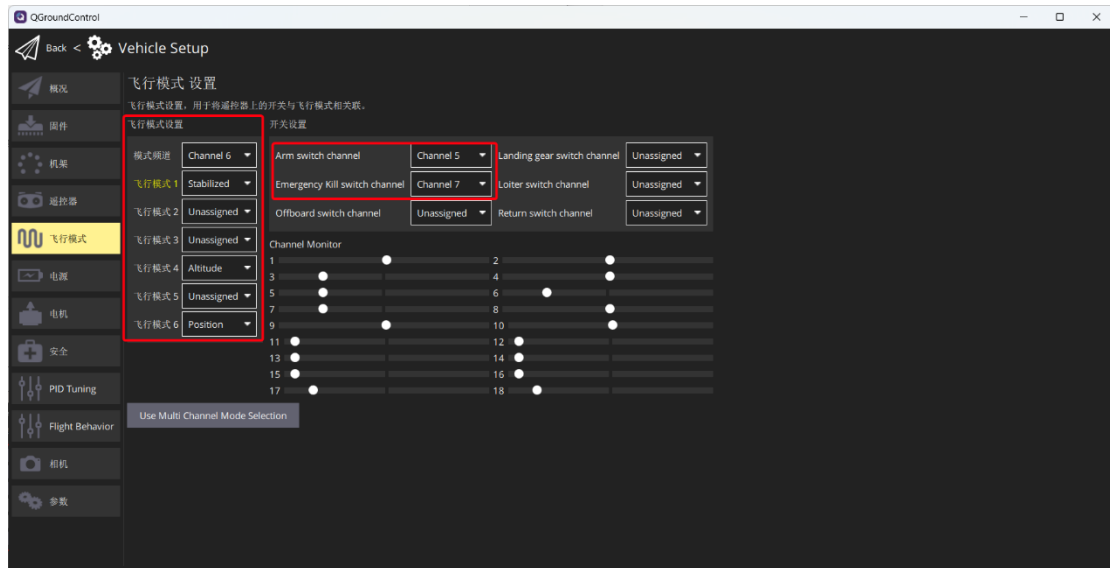 QGroundControl
Back < Vehicle Setup
概况
固件
机架
遥控器
飞行模式
电源
电机
安全
PID Tuning
Flight Behavior
相机
参数
飞行模式 设置
飞行模式设置，用于将遥控器上的开关与飞行模式相关联。
飞行模式设置
模式频道 Channel 6
飞行模式 1 Stabilized
飞行模式 2 Unassigned
飞行模式 3 Unassigned
飞行模式 4 Altitude
飞行模式 5 Unassigned
飞行模式 6 Position
开关设置
Arm switch channel Channel 5 Landing gear switch channel Unassigned
Emergency Kill switch channel Channel 7 Loiter switch channel Unassigned
Offboard switch channel Unassigned Return switch channel Unassigned
Channel Monitor
1 2
3 4
5 6
7 8
9 10
11 12
13 14
15 16
17 18
Use Multi Channel Mode Selection